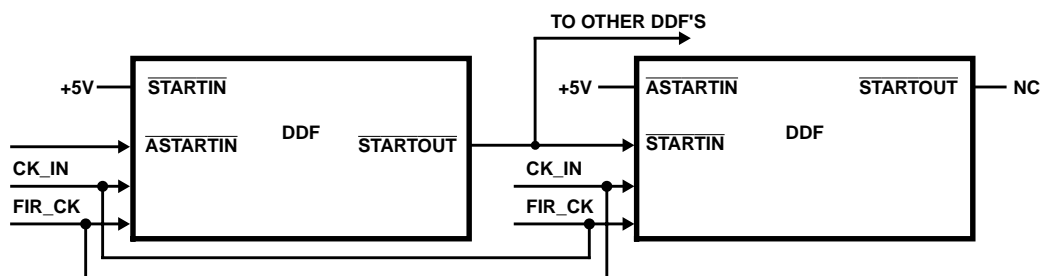 TO OTHER DDF'S
+5V
STARTIN
ASTARTIN
DDF
STARTOUT
CK_IN
FIR_CK
+5V
ASTARTIN
STARTIN
DDF
STARTOUT
NC
CK_IN
FIR_CK